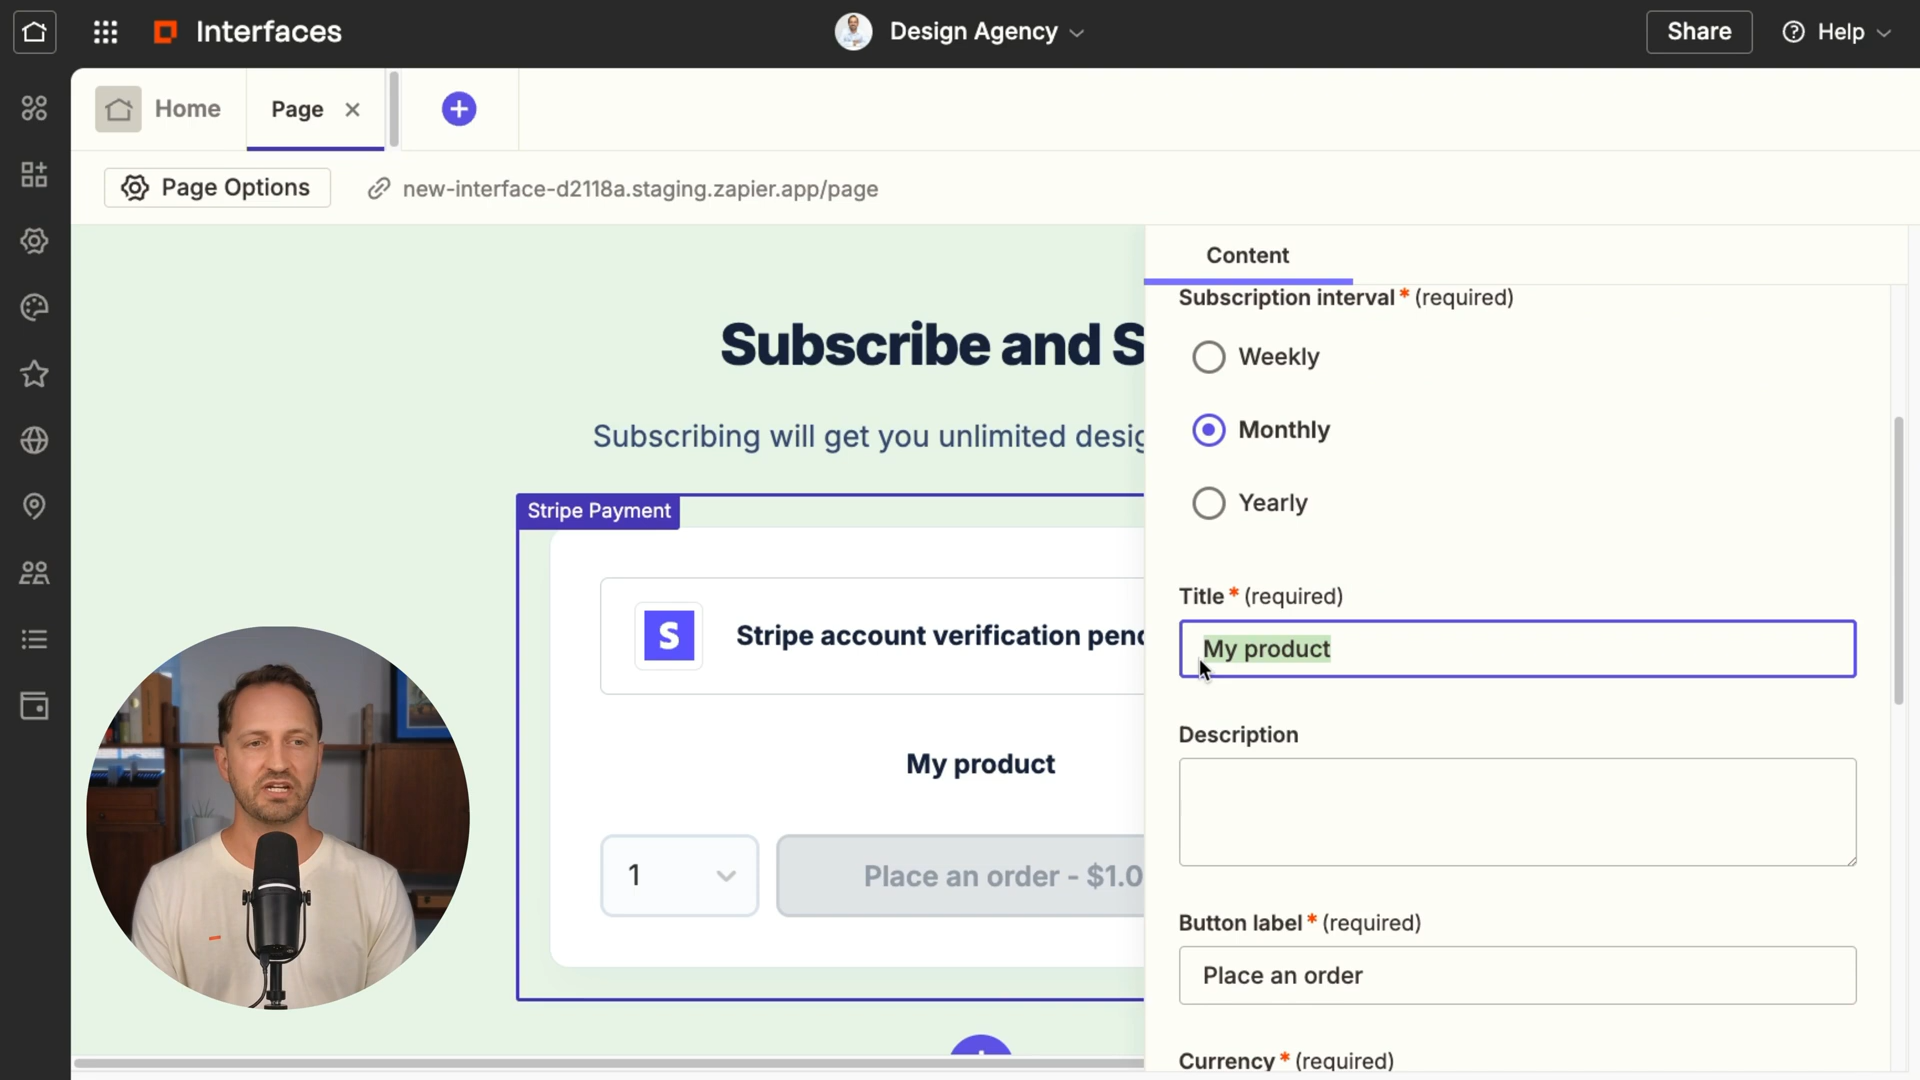 Interfaces
Design Agency
Share
Help
Home
Page
Page Options
new-interface-d2118a.staging.zapier.app/page
Content
Subscribe and S
Subscribing will get you unlimited desig
Stripe Payment
S
Stripe account verification pend
My product
1
Place an order - $1.0
Subscription interval* (required)
Weekly
Monthly
Yearly
Title* (required)
My product
Description
Button label* (required)
Place an order
Currency* (required)